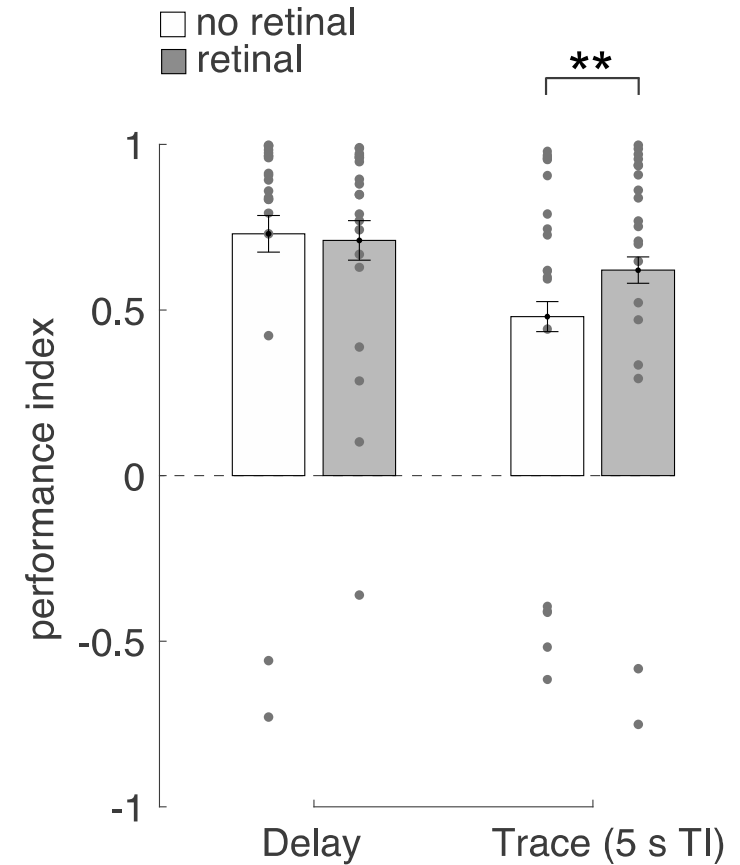 no retinal
retinal
**
1
0.5
0
-0.5
-1
performance index
Delay
Trace (5 s TI)